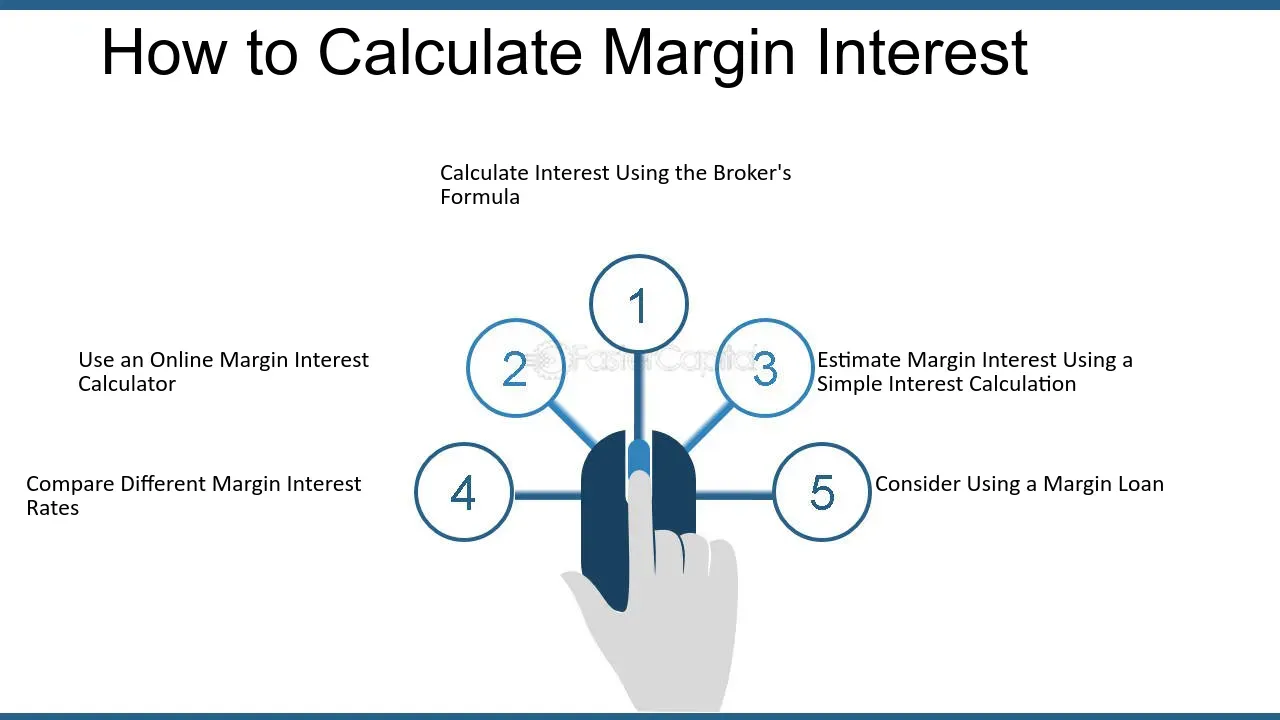 How to Calculate Margin Interest
Calculate Interest Using the Broker's
Formula
1
2
3
FasterCapital
Use an Online Margin Interest
Calculator
Estimate Margin Interest Using a
Simple Interest Calculation
4
5
Compare Different Margin Interest
Rates
Consider Using a Margin Loan